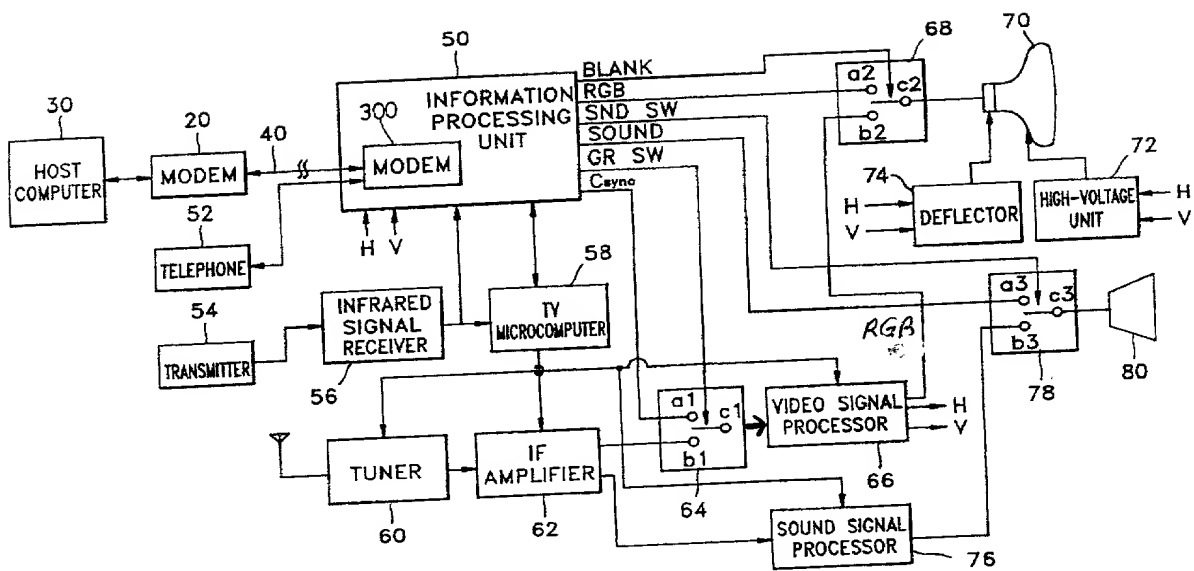 50
68
70
BLANK
RGB
SND SW
SOUND
GR SW
Csync
a2
c2
b2
INFORMATION
PROCESSING
UNIT
300
MODEM
30
HOST
COMPUTER
20
MODEM
40
52
TELEPHONE
H V
74
H
V
DEFLECTOR
72
HIGH-VOLTAGE
UNIT
H
V
54
TRANSMITTER
INFRARED
SIGNAL
RECEIVER
56
58
TV
MICROCOMPUTER
a3
c3
b3
78
80
RGB
a1
c1
b1
64
VIDEO SIGNAL
PROCESSOR
66
H
V
TUNER
60
IF
AMPLIFIER
62
SOUND SIGNAL
PROCESSOR
76